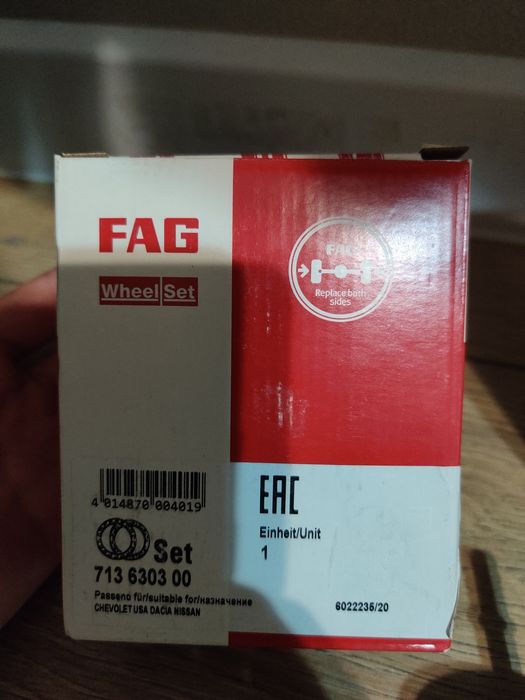 FAG
Wheel Set
FAG
Replace both
sides
4 014870 004019
Set
713 6303 00
Passend für/suitable for/назначение
CHEVOLET USA DACIA NISSAN
EAC
Einheit/Unit
1
6022235/20